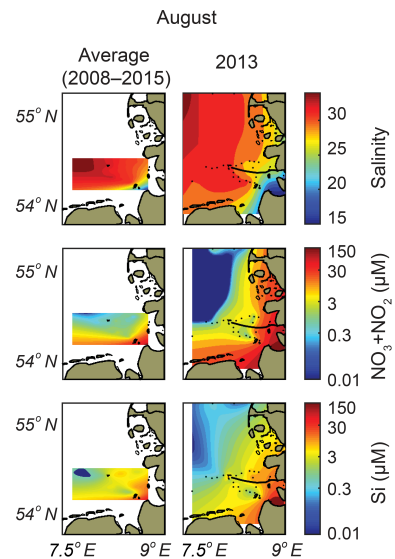 August
Average
(2008–2015)
2013
55° N
54° N
30
25
20
15
Salinity
55° N
54° N
150
30
3
0.3
0.01
NO3+NO2 (μM)
55° N
54° N
150
30
3
0.3
0.01
Si (μM)
7.5° E
9° E
7.5° E
9° E